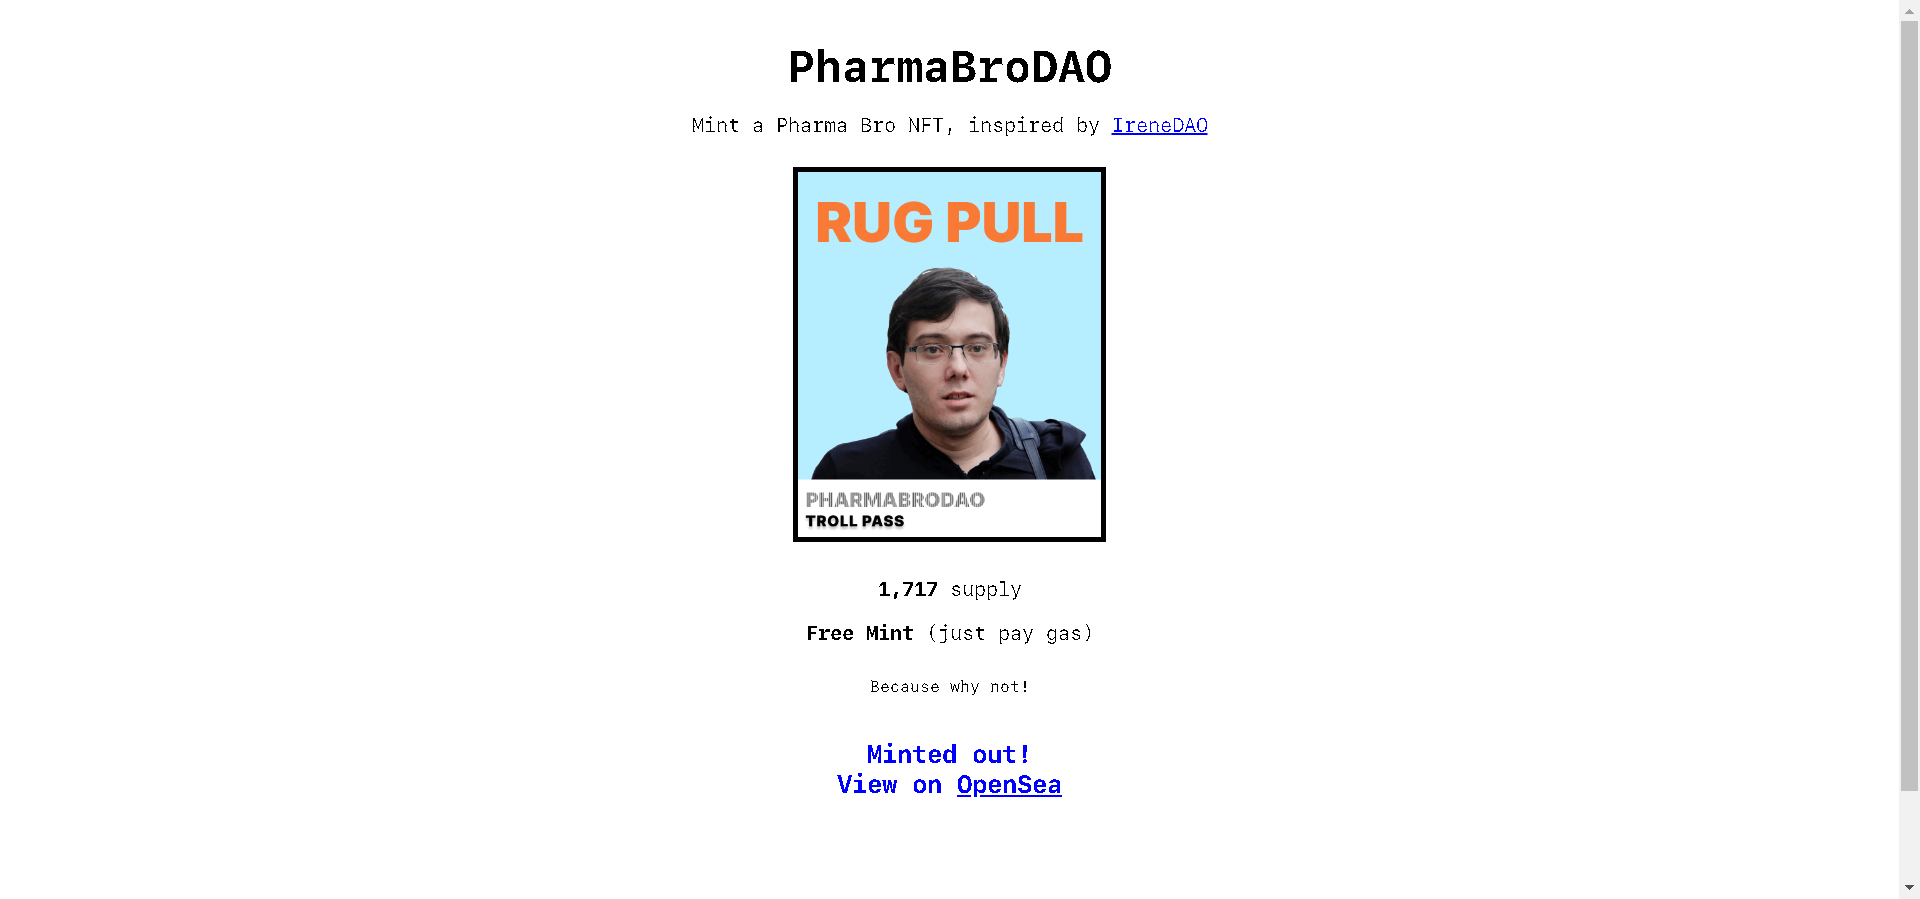 PharmaBroDAO
Mint a Pharma Bro NFT, inspired by IreneDAO
RUG PULL
PHARMABRODAO
TROLL PASS
1,717 supply
Free Mint (just pay gas)
Because why not!
Minted out!
View on OpenSea